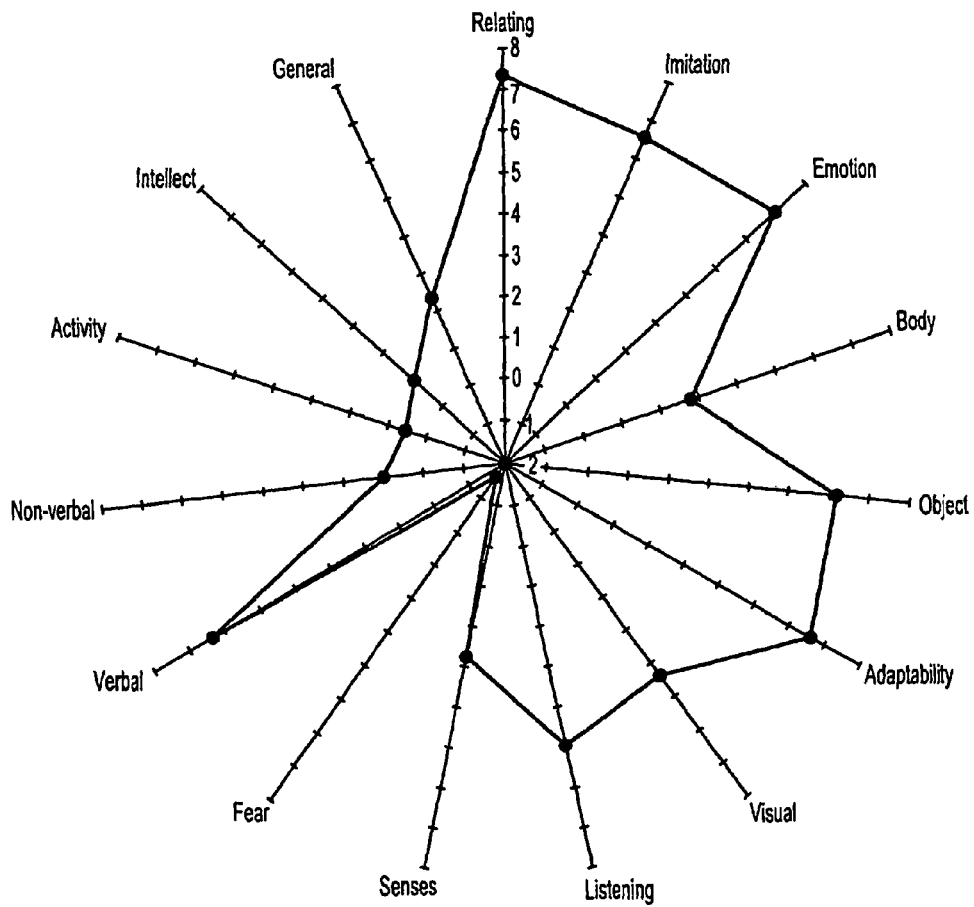 Relating
8
General
Imitation
7
6
Intellect
Emotion
5
4
3
Activity
Body
2
1
0
-1
-2
Non-verbal
Object
Verbal
Adaptability
Fear
Visual
Senses
Listening